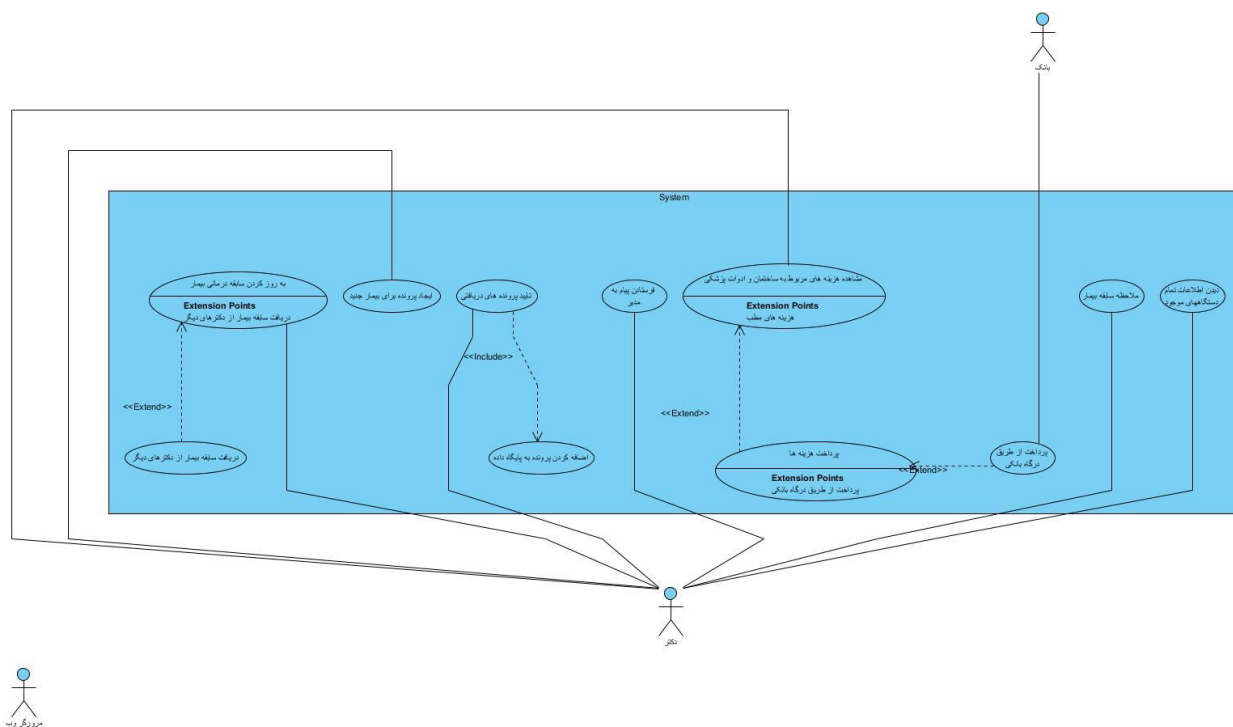 بانک
System
به روز کردن سابقه درمانی بیمار
Extension Points
دریافت سابقه بیمار از دکترهای دیگر
ایجاد پرونده برای بیمار جدید
تایید پرونده های دریافتی
فرستادن پیام به
مدیر
مشاهده هزینه های مربوط به ساختمان و ادوات پزشکی
Extension Points
هزینه های مطب
ملاحظه سابقه بیمار
دیدن اطلاعات تمام
دستگاههای موجود
<<Include>>
<<Extend>>
<<Extend>>
دریافت سابقه بیمار از دکترهای دیگر
اضافه کردن پرونده به پایگاه داده
پرداخت هزینه ها
Extension Points
پرداخت از طریق درگاه بانکی
<<Extend>>
پرداخت از طریق
درگاه بانکی
دکتر
مرورگر وب